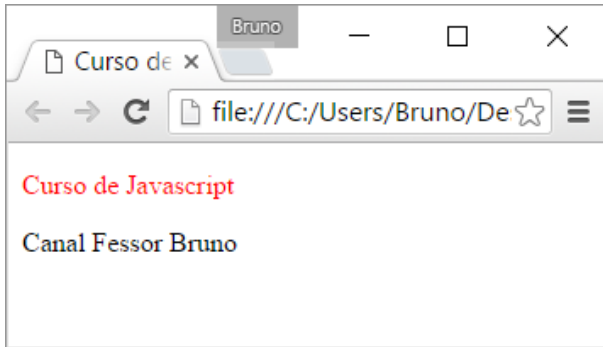 Bruno
Curso de
file:///C:/Users/Bruno/De
Curso de Javascript
Canal Fessor Bruno